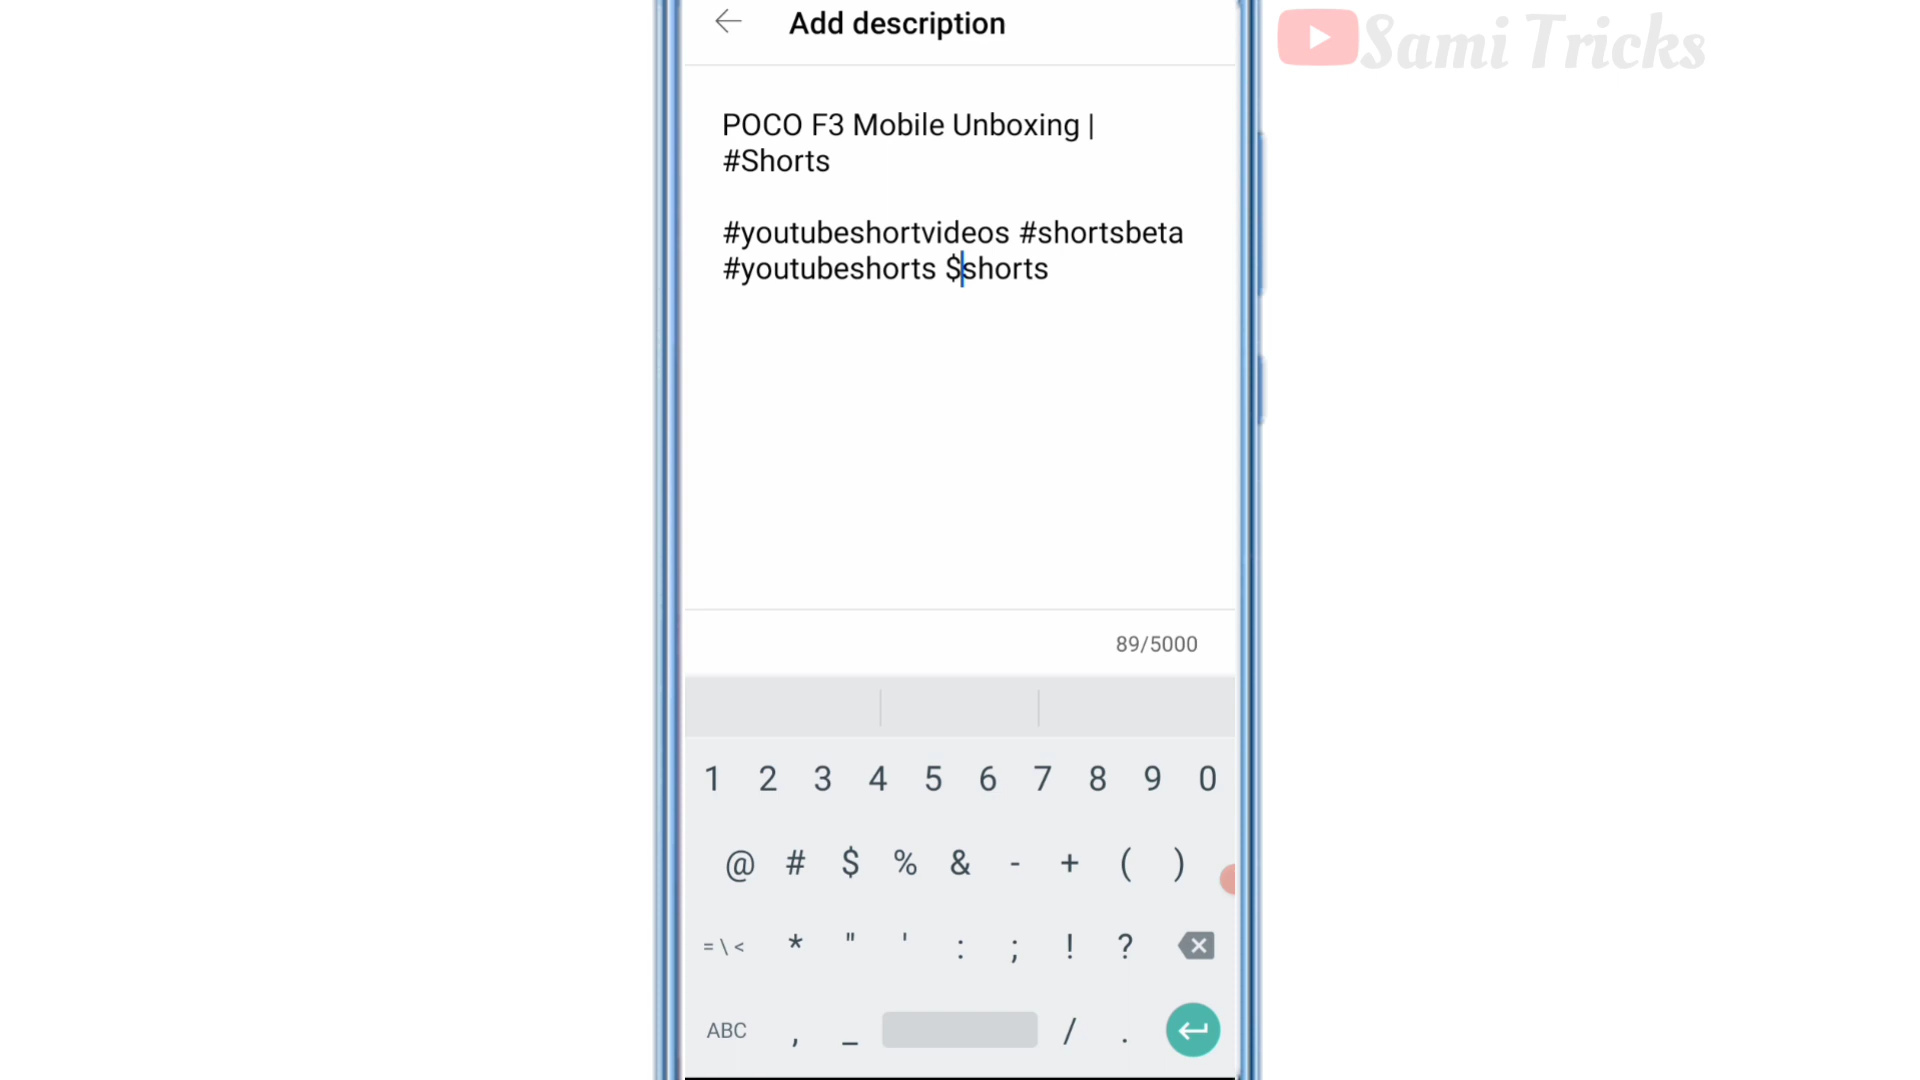 Add description
Sami Tricks
POCO F3 Mobile Unboxing |
#Shorts
#youtubeshortvideos #shortsbeta
#youtubeshorts $shorts
89/5000
1 2 3 4 5 6 7 8 9 0
@ # $ % & - + ( )
= \ < * " ' : ; ! ?
ABC , _ / .